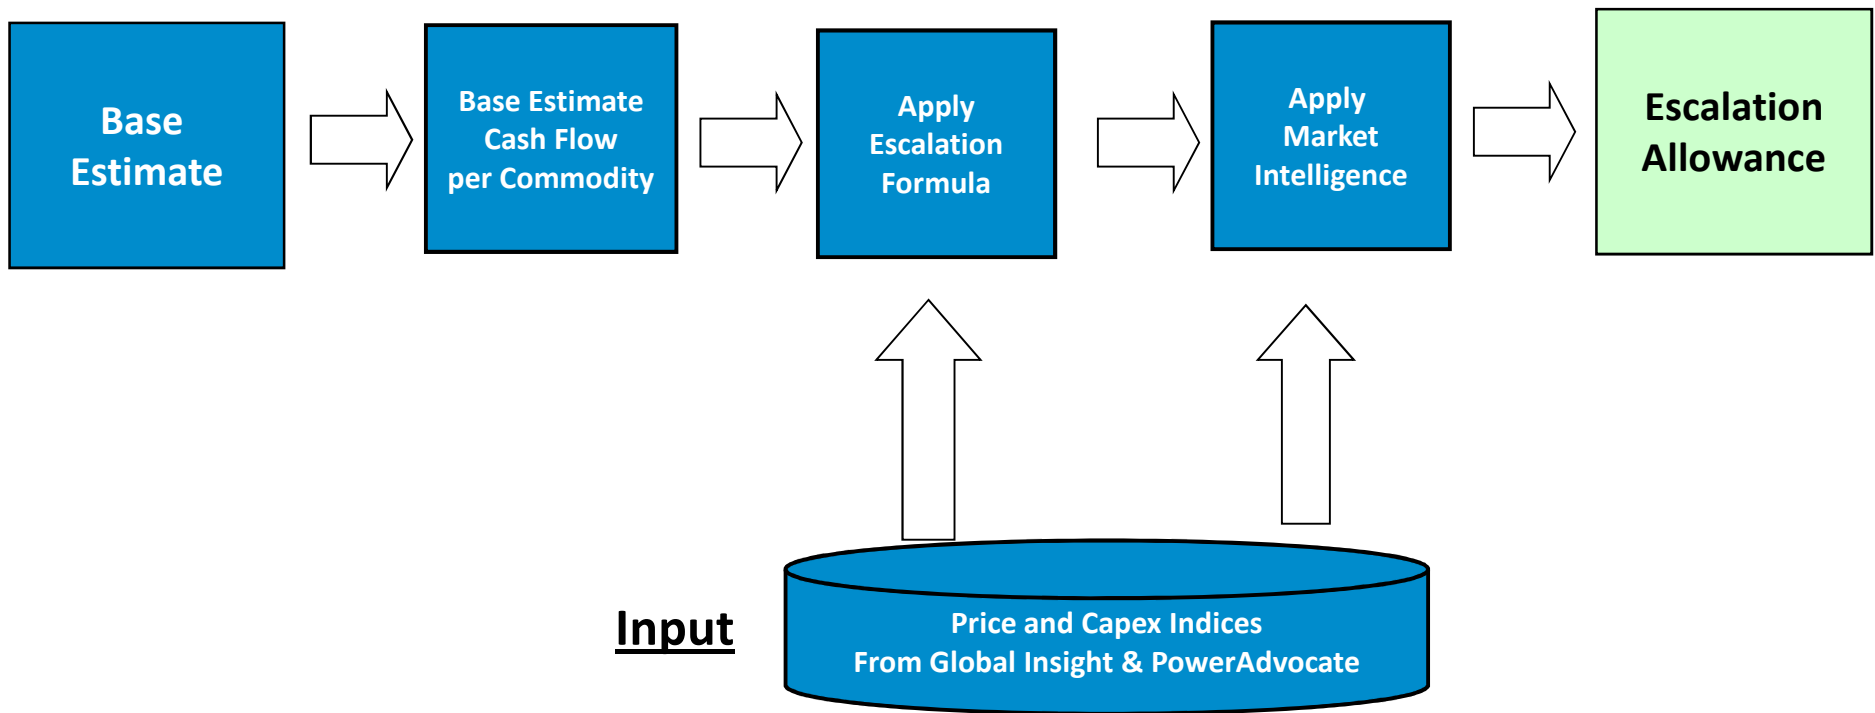 Base
Estimate
Base Estimate
Cash Flow
per Commodity
Apply
Escalation
Formula
Apply
Market
Intelligence
Escalation
Allowance
Input
Price and Capex Indices
From Global Insight & PowerAdvocate